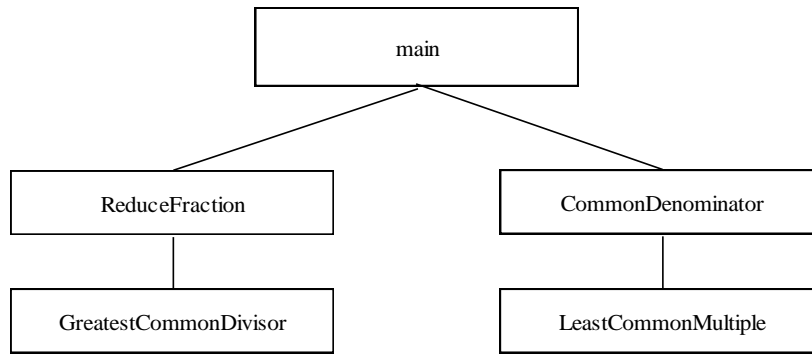 main
ReduceFraction
CommonDenominator
GreatestCommonDivisor
LeastCommonMultiple